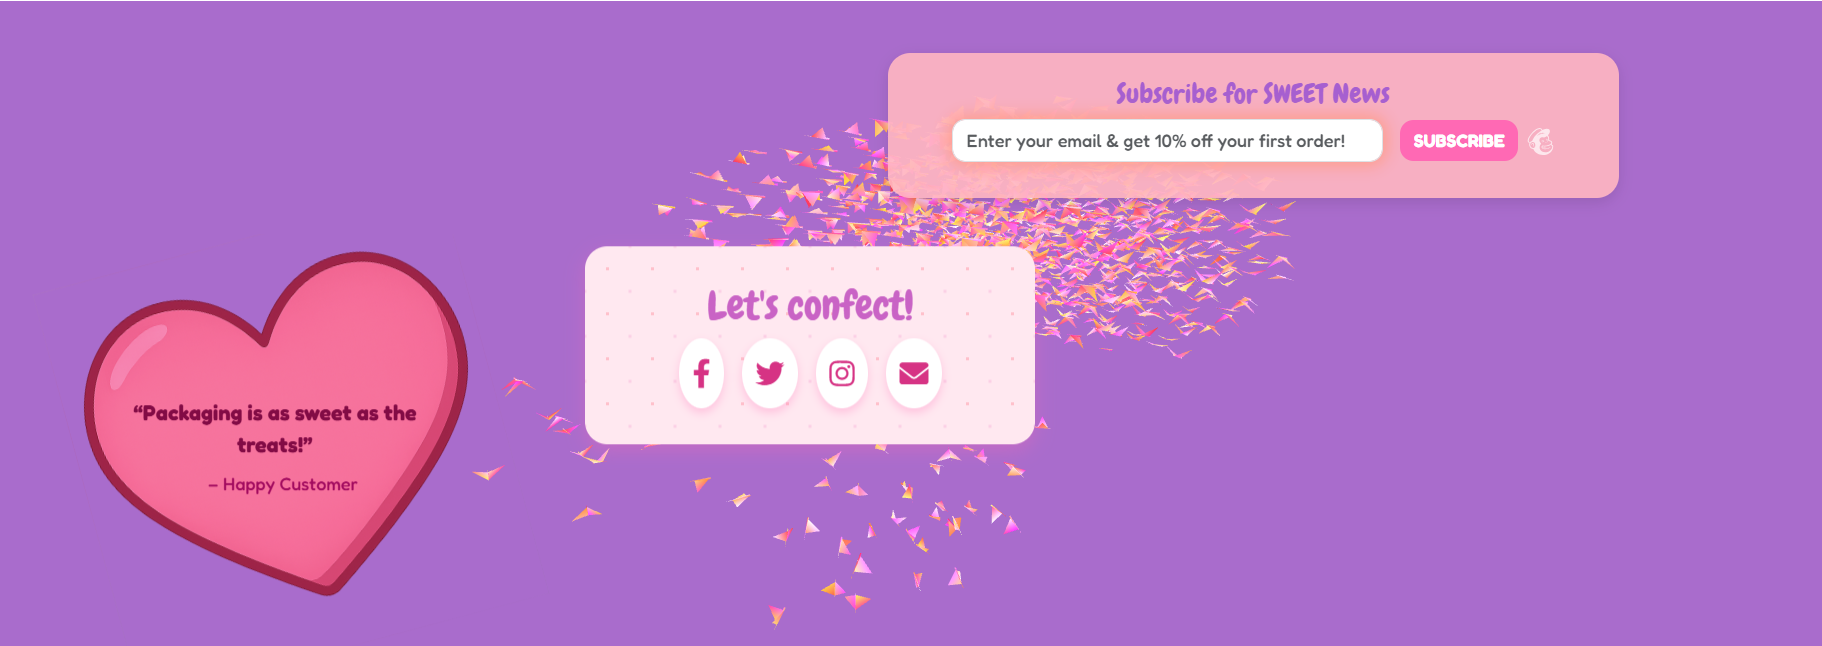 Subscribe for SWEET News
Enter your email & get 10% off your first order!
SUBSCRIBE
Let's confect!
“Packaging is as sweet as the
treats!”
– Happy Customer